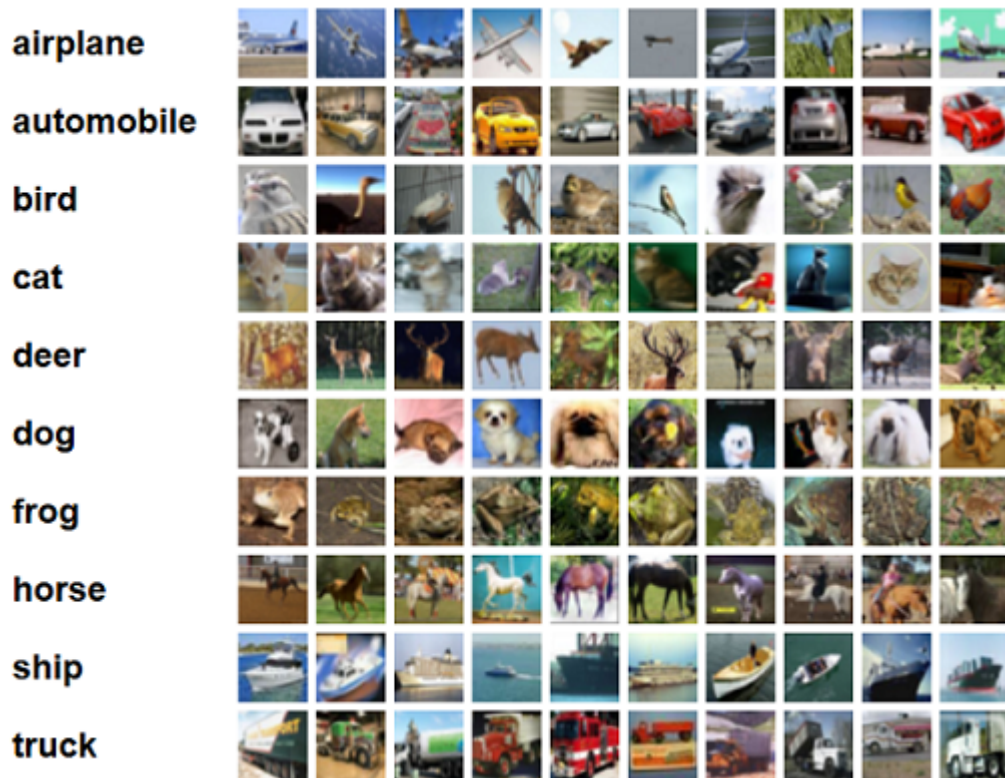 airplane
automobile
bird
cat
deer
dog
frog
horse
ship
truck